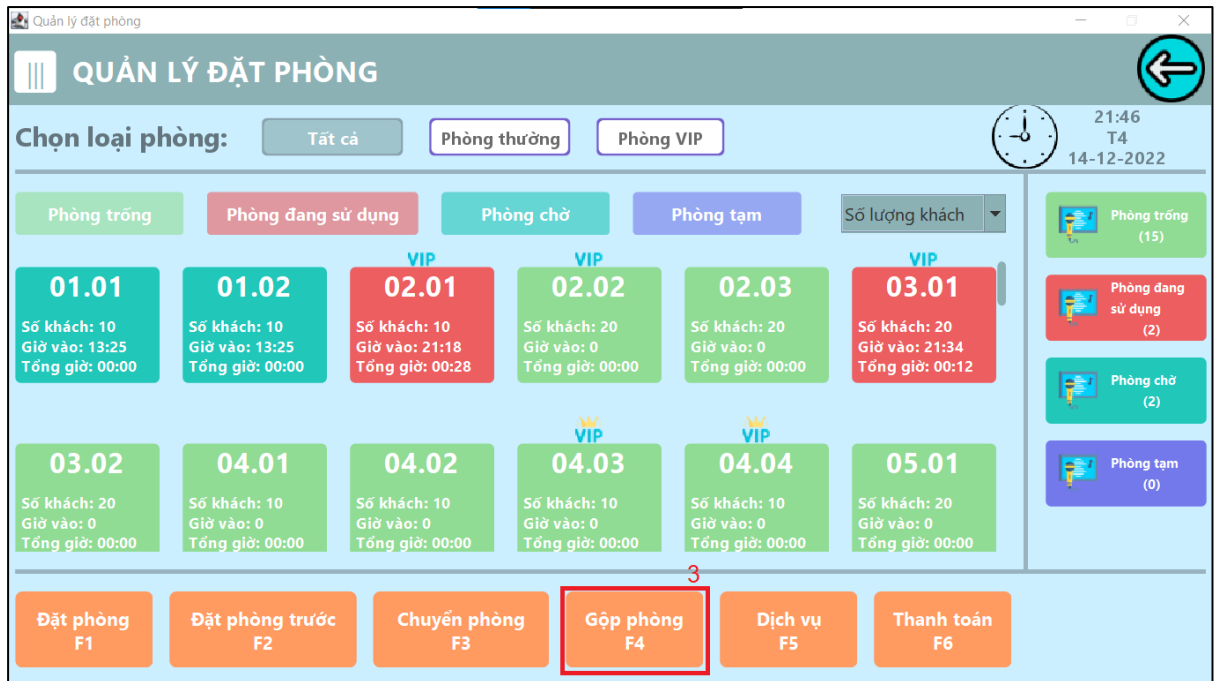 Quản lý đặt phòng
QUẢN LÝ ĐẶT PHÒNG
Chọn loại phòng:
Tất cả
Phòng thường
Phòng VIP
21:46
T4
14-12-2022
Phòng trống
Phòng đang sử dụng
Phòng chờ
Phòng tạm
Số lượng khách
VIP
VIP
VIP
01.01
Số khách: 10
Giờ vào: 13:25
Tổng giờ: 00:00
01.02
Số khách: 10
Giờ vào: 13:25
Tổng giờ: 00:00
02.01
Số khách: 10
Giờ vào: 21:18
Tổng giờ: 00:28
02.02
Số khách: 20
Giờ vào: 0
Tổng giờ: 00:00
02.03
Số khách: 20
Giờ vào: 0
Tổng giờ: 00:00
03.01
Số khách: 20
Giờ vào: 21:34
Tổng giờ: 00:12
VIP
VIP
03.02
Số khách: 20
Giờ vào: 0
Tổng giờ: 00:00
04.01
Số khách: 10
Giờ vào: 0
Tổng giờ: 00:00
04.02
Số khách: 10
Giờ vào: 0
Tổng giờ: 00:00
04.03
Số khách: 10
Giờ vào: 0
Tổng giờ: 00:00
04.04
Số khách: 10
Giờ vào: 0
Tổng giờ: 00:00
05.01
Số khách: 20
Giờ vào: 0
Tổng giờ: 00:00
Phòng trống
(15)
Phòng đang
sử dụng
(2)
Phòng chờ
(2)
Phòng tạm
(0)
3
Đặt phòng
F1
Đặt phòng trước
F2
Chuyển phòng
F3
Gộp phòng
F4
Dịch vụ
F5
Thanh toán
F6